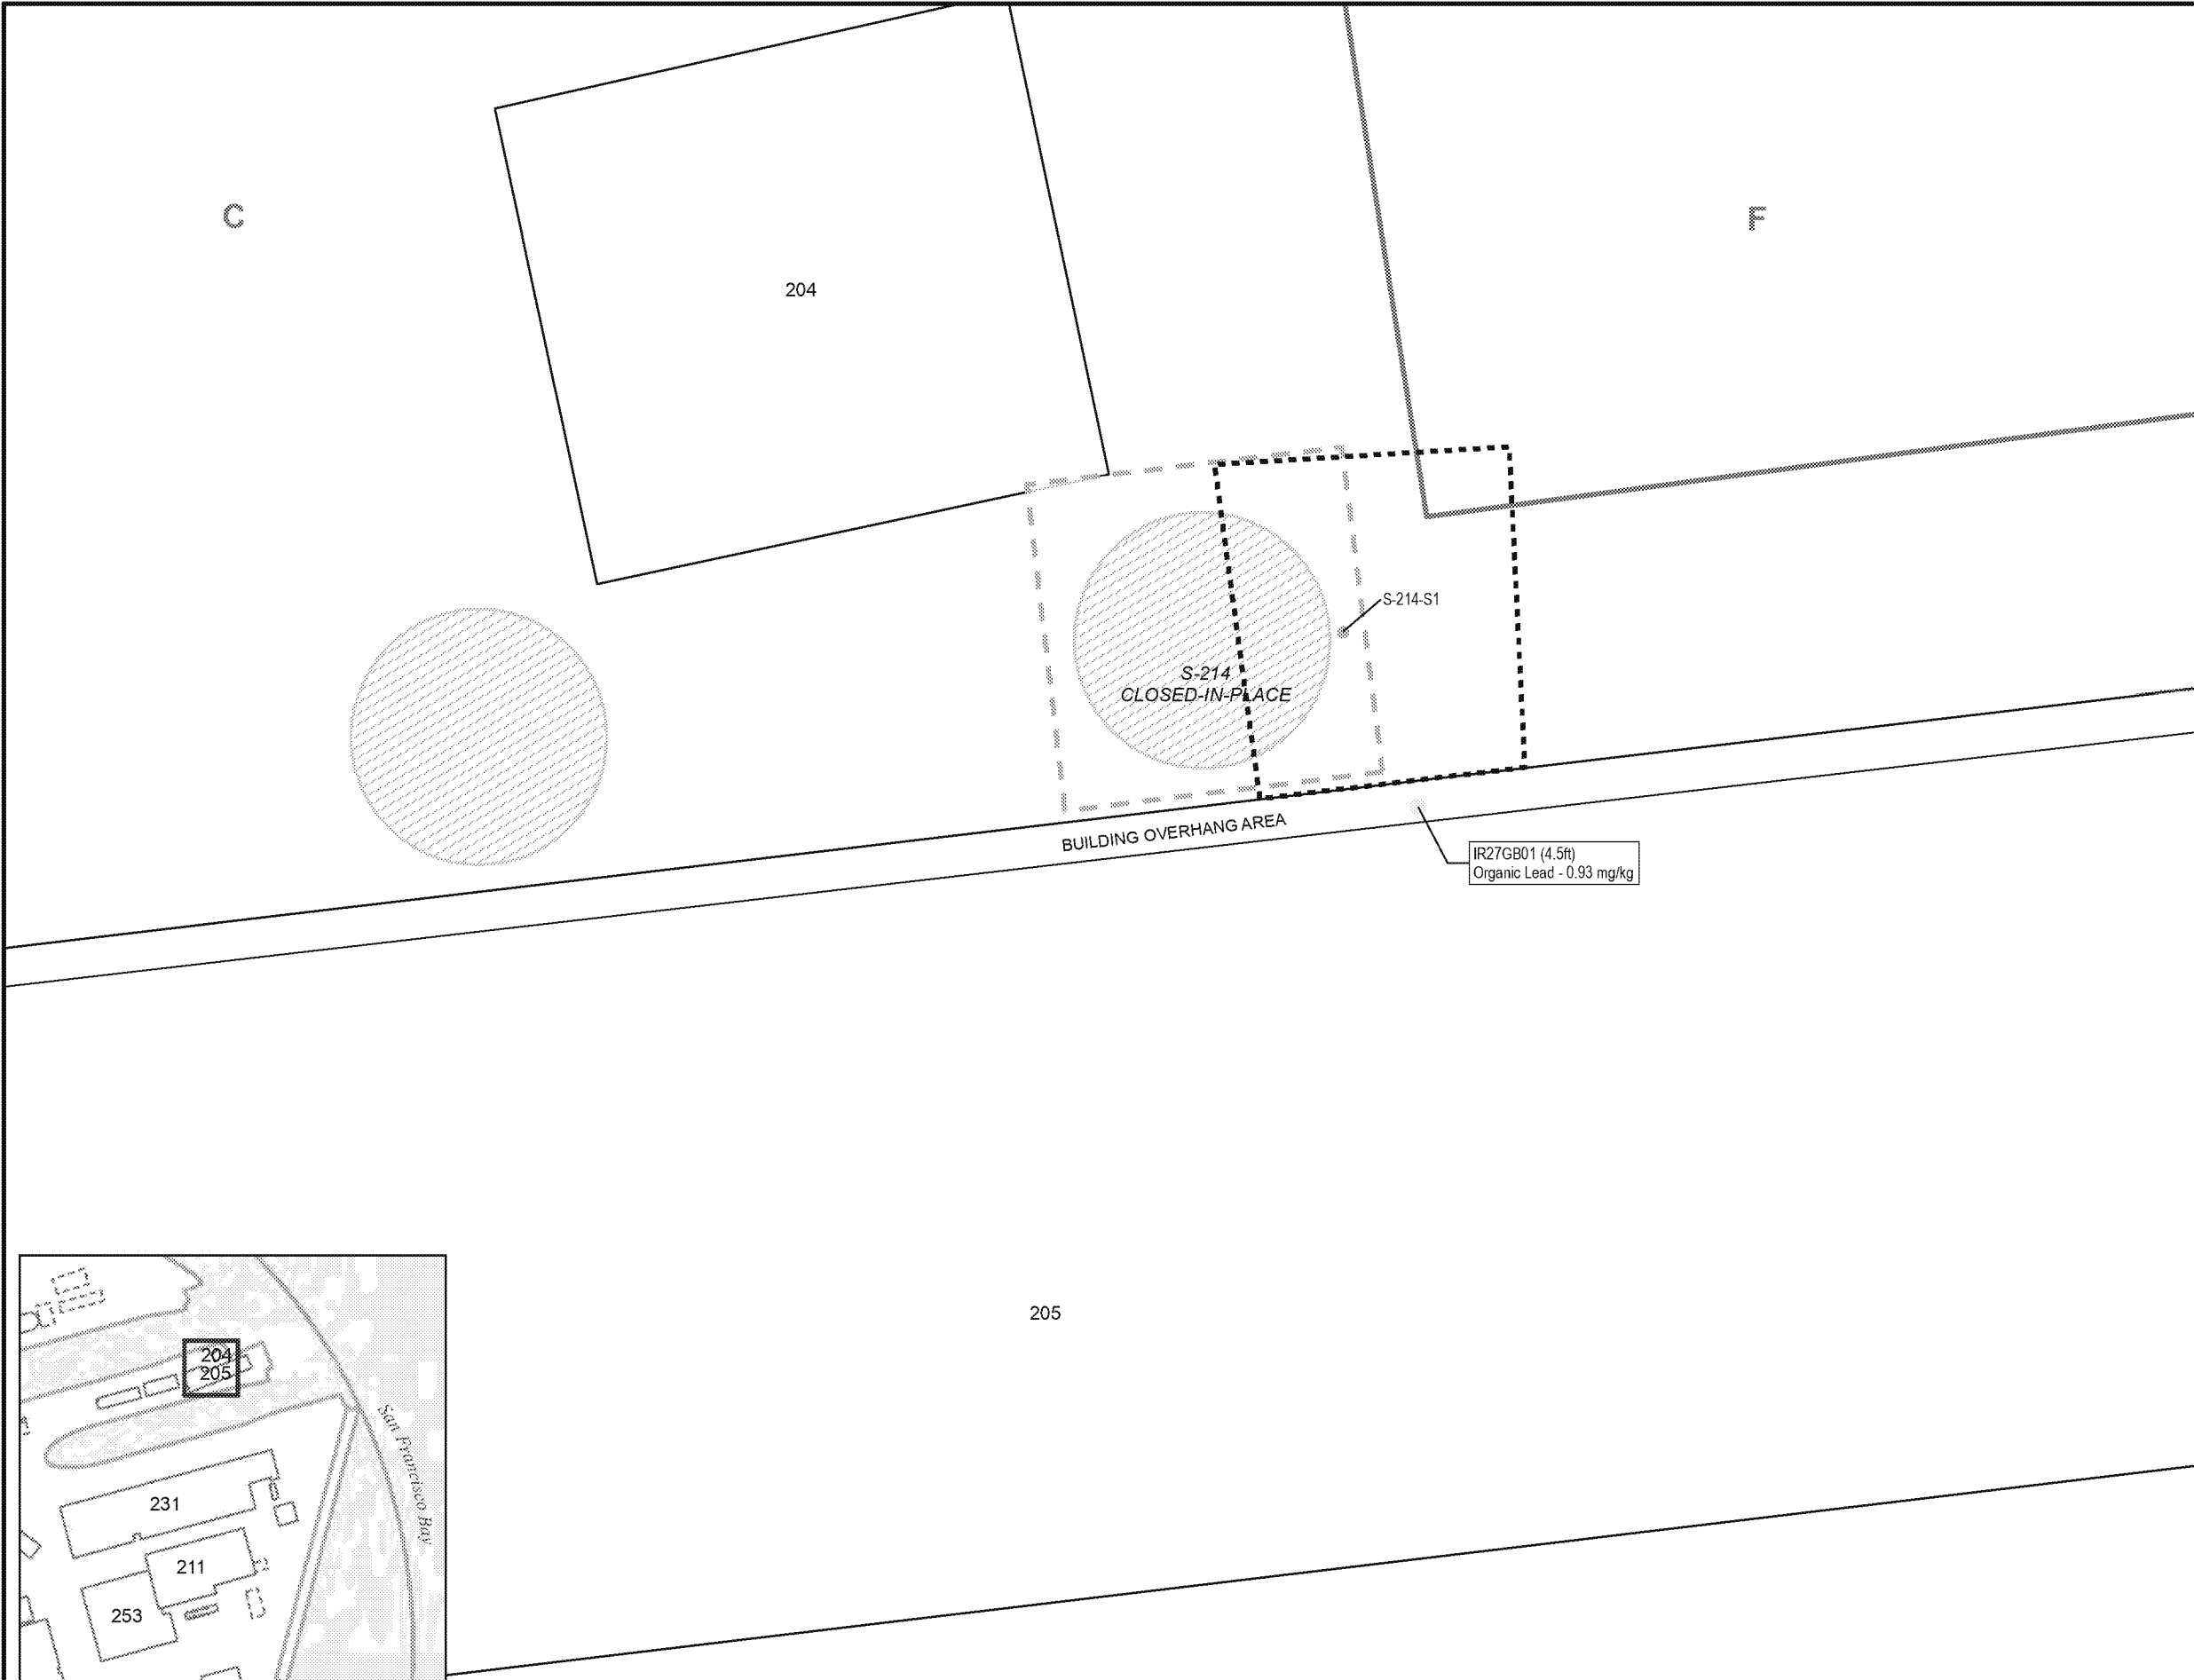 C
F
204
S-214-S1
S-214
CLOSED-IN-PLACE
BUILDING OVERHANG AREA
IR27GB01 (4.5ft)
Organic Lead - 0.93 mg/kg
205
204
205
San Francisco Bay
231
211
253